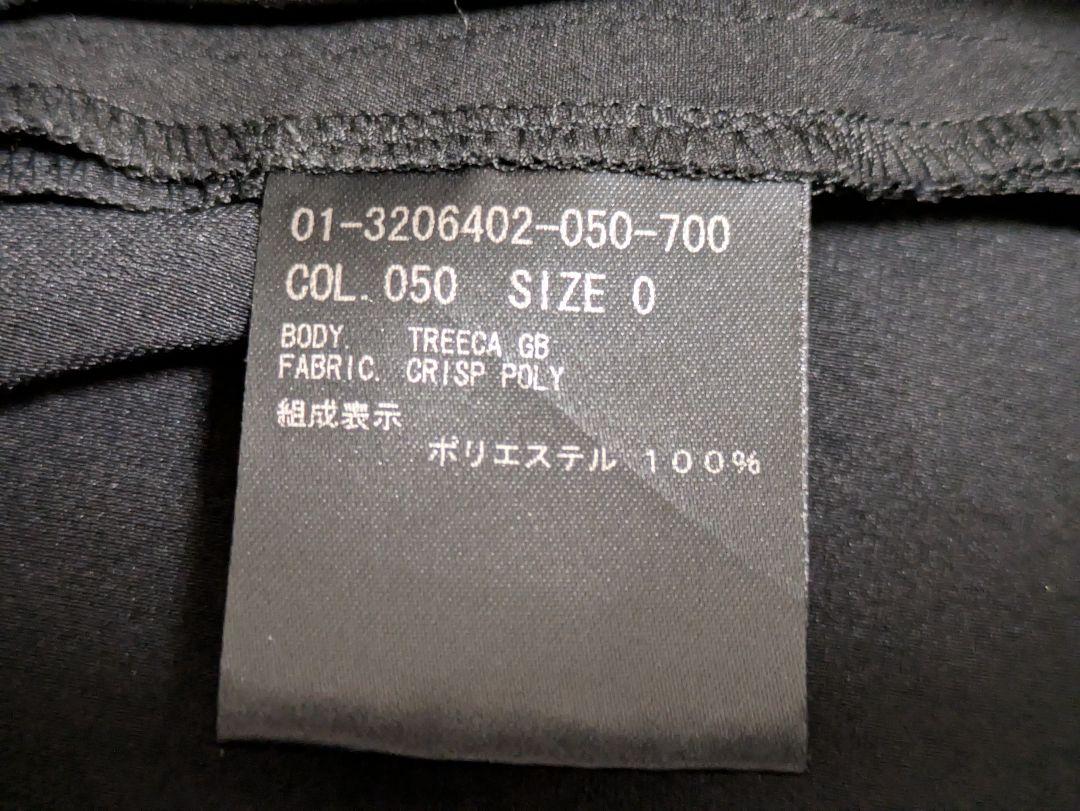 01-3206402-050-700
COL. 050 SIZE 0
BODY. TREECA GB
FABRIC. CRISP POLY
組成表示
ポリエステル １００％